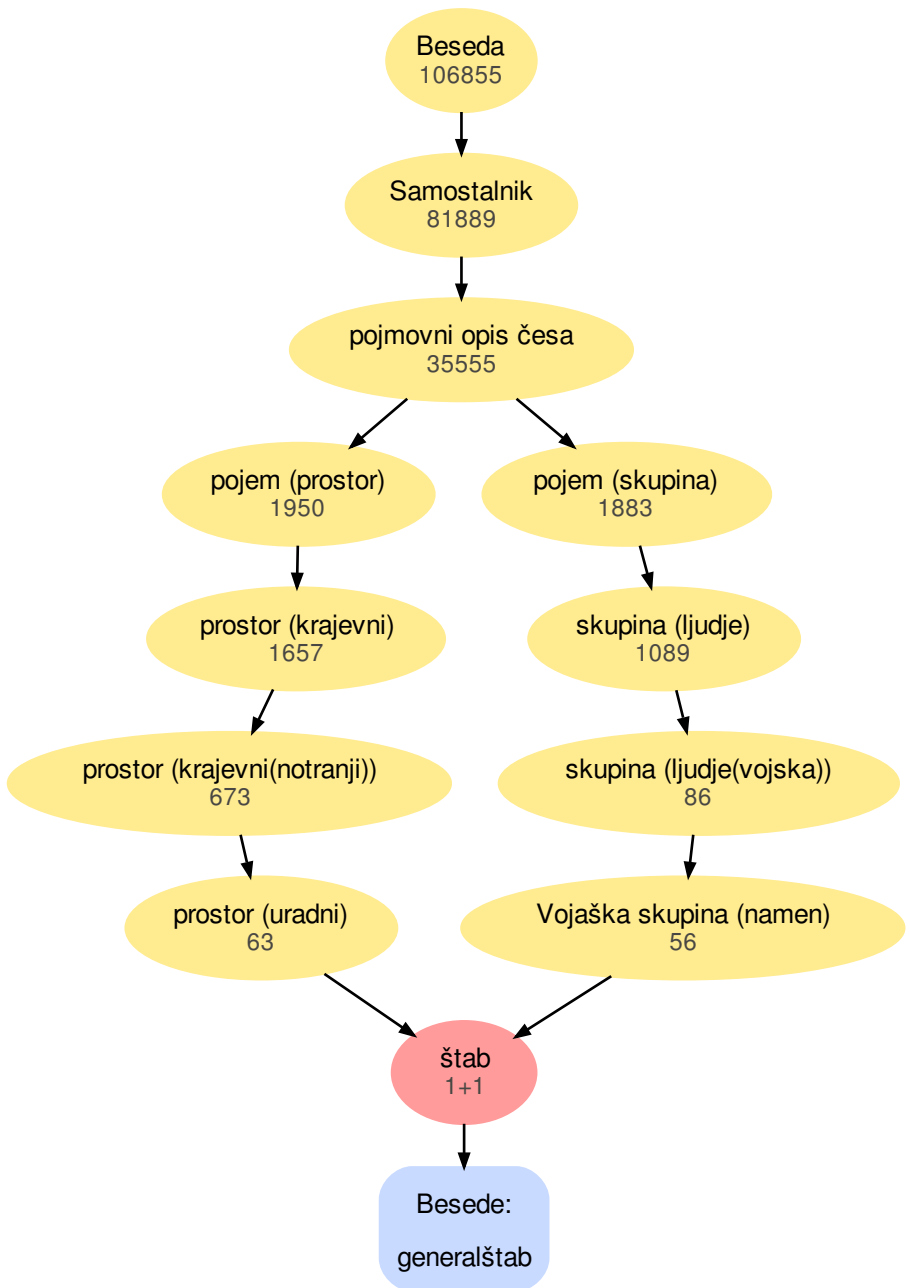 Beseda
106855
Samostalnik
81889
pojmovni opis česa
35555
pojem (prostor)
1950
pojem (skupina)
1883
prostor (krajevni)
1657
skupina (ljudje)
1089
prostor (krajevni(notranji))
673
skupina (ljudje(vojska))
86
prostor (uradni)
63
Vojaška skupina (namen)
56
štab
1+1
Besede:
generalštab